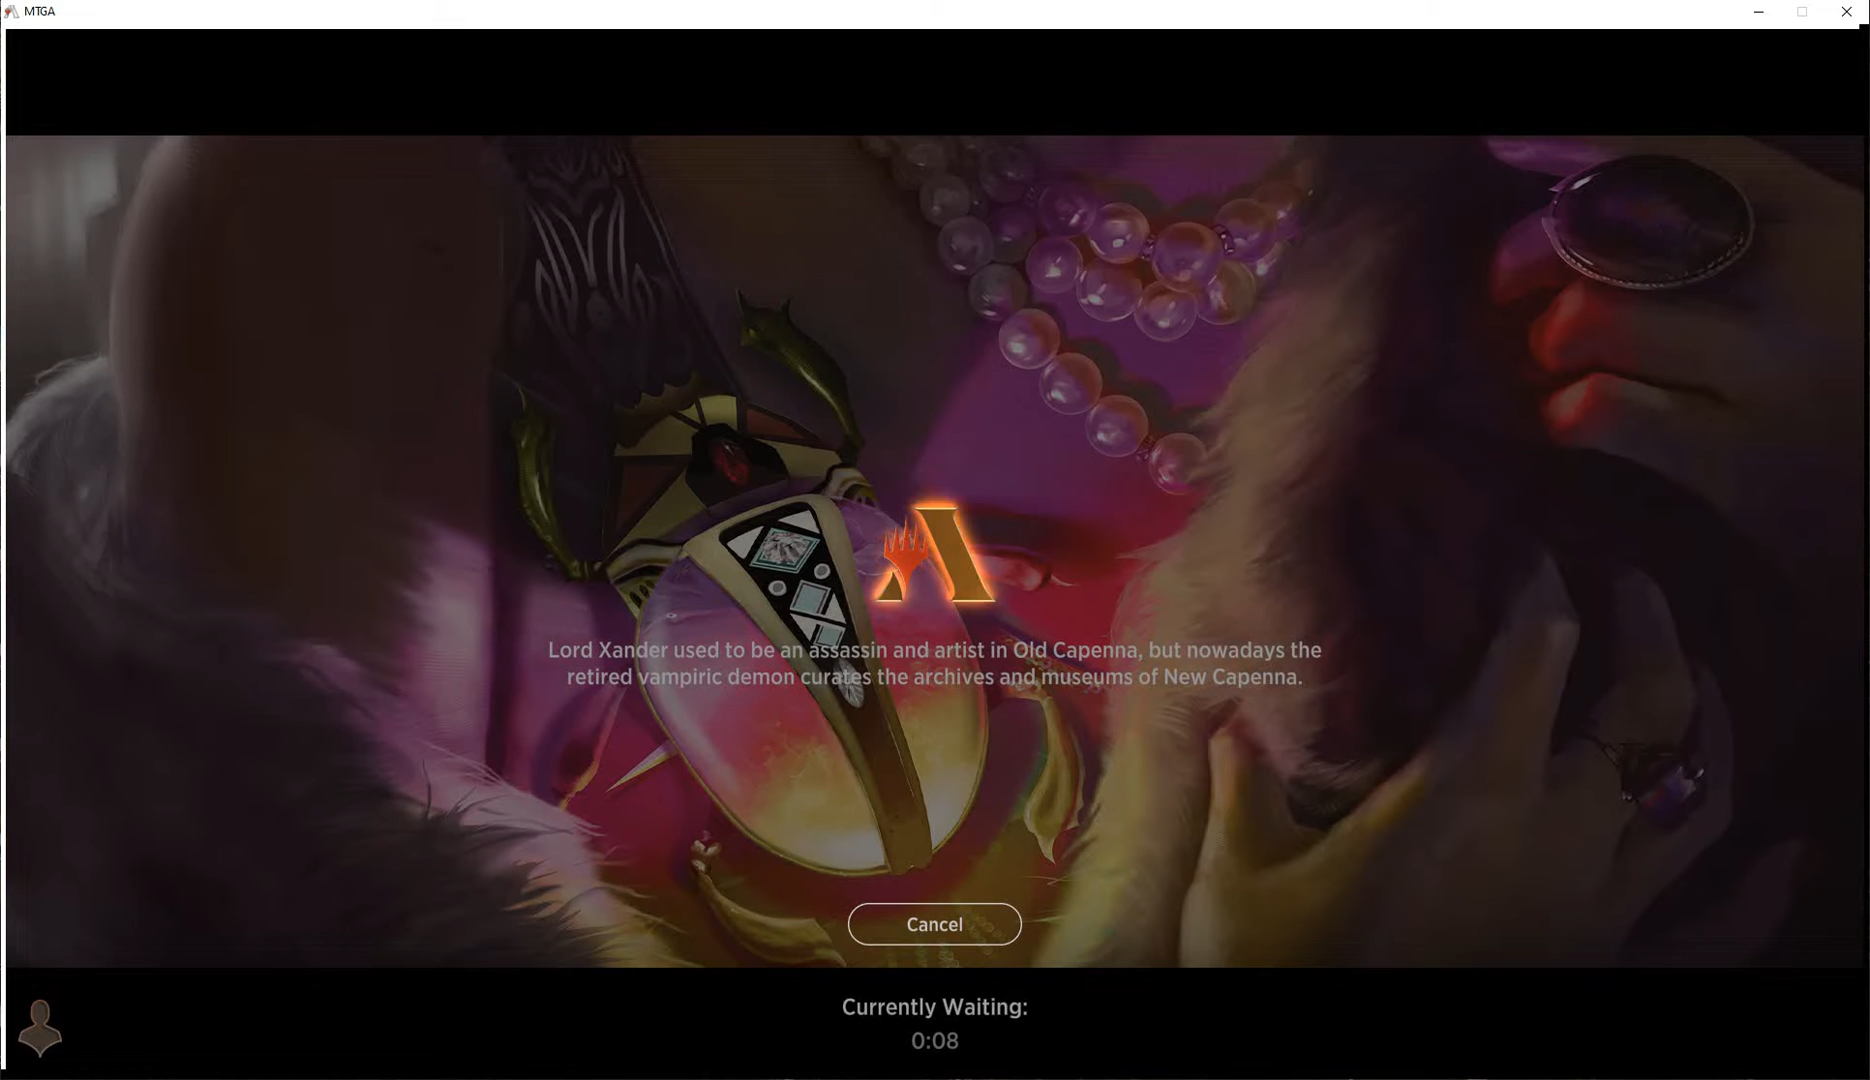 MTGA
Lord Xander used to be an assassin and artist in Old Capenna, but nowadays the
retired vampiric demon curates the archives and museums of New Capenna.
Cancel
Currently Waiting:
0:08